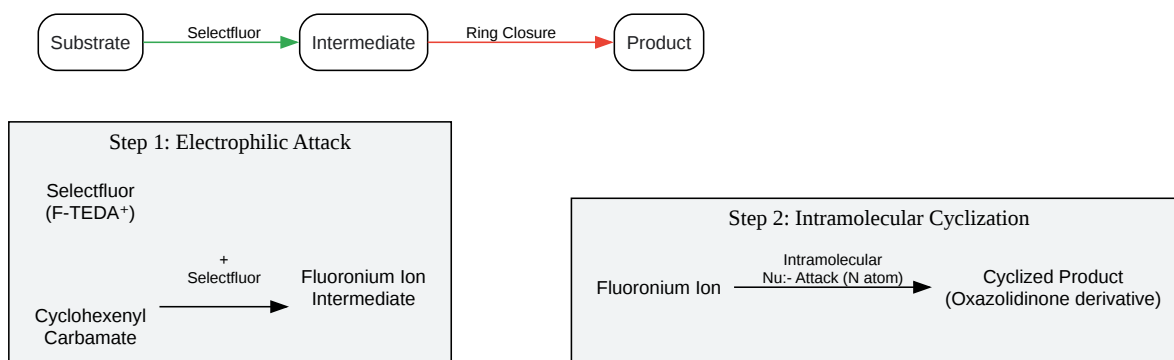 Substrate
Selectfluor
Intermediate
Ring Closure
Product
Step 1: Electrophilic Attack
Selectfluor
(F-TEDA⁺)
+
Selectfluor
Fluoronium Ion
Intermediate
Cyclohexenyl
Carbamate
Step 2: Intramolecular Cyclization
Fluoronium Ion
Intramolecular
Nu:- Attack (N atom)
Cyclized Product
(Oxazolidinone derivative)